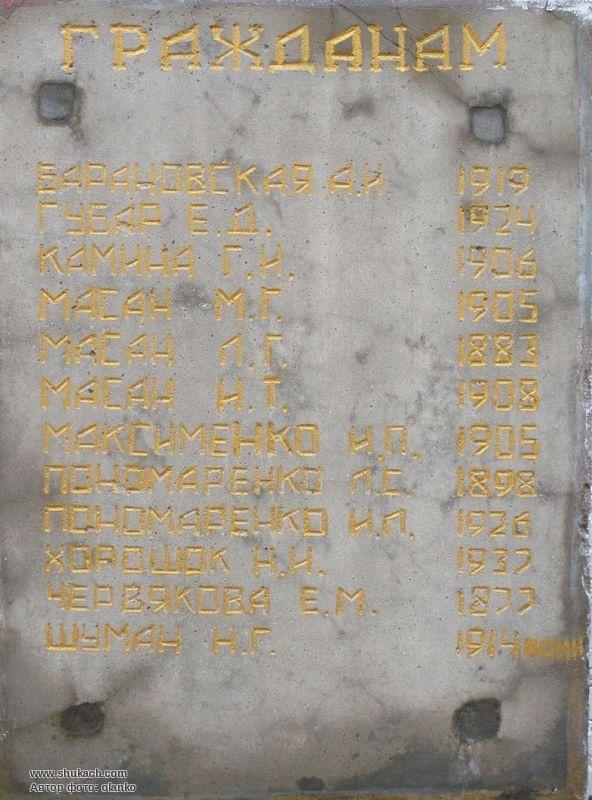 ГРАЖДАНАМ
БАРАНОВСКАЯ А.И. 1919
ГУБАР Е.Д. 1924
КАМИНА Г.И. 1906
МАСАН М.Г. 1905
МАСАН Л.Г. 1883
МАСАН Н.Т. 1908
МАКСИМЕНКО И.П. 1905
ПОНОМАРЕНКО Л.С. 1898
ПОНОМАРЕНКО И.Л. 1926
ХОРОШОК Н.И. 1937
ЧЕРВЯКОВА Е.М. 1877
ШУМАН Н.Г. 1914 ВОИН
www.shukach.com
Автор фото: olanko